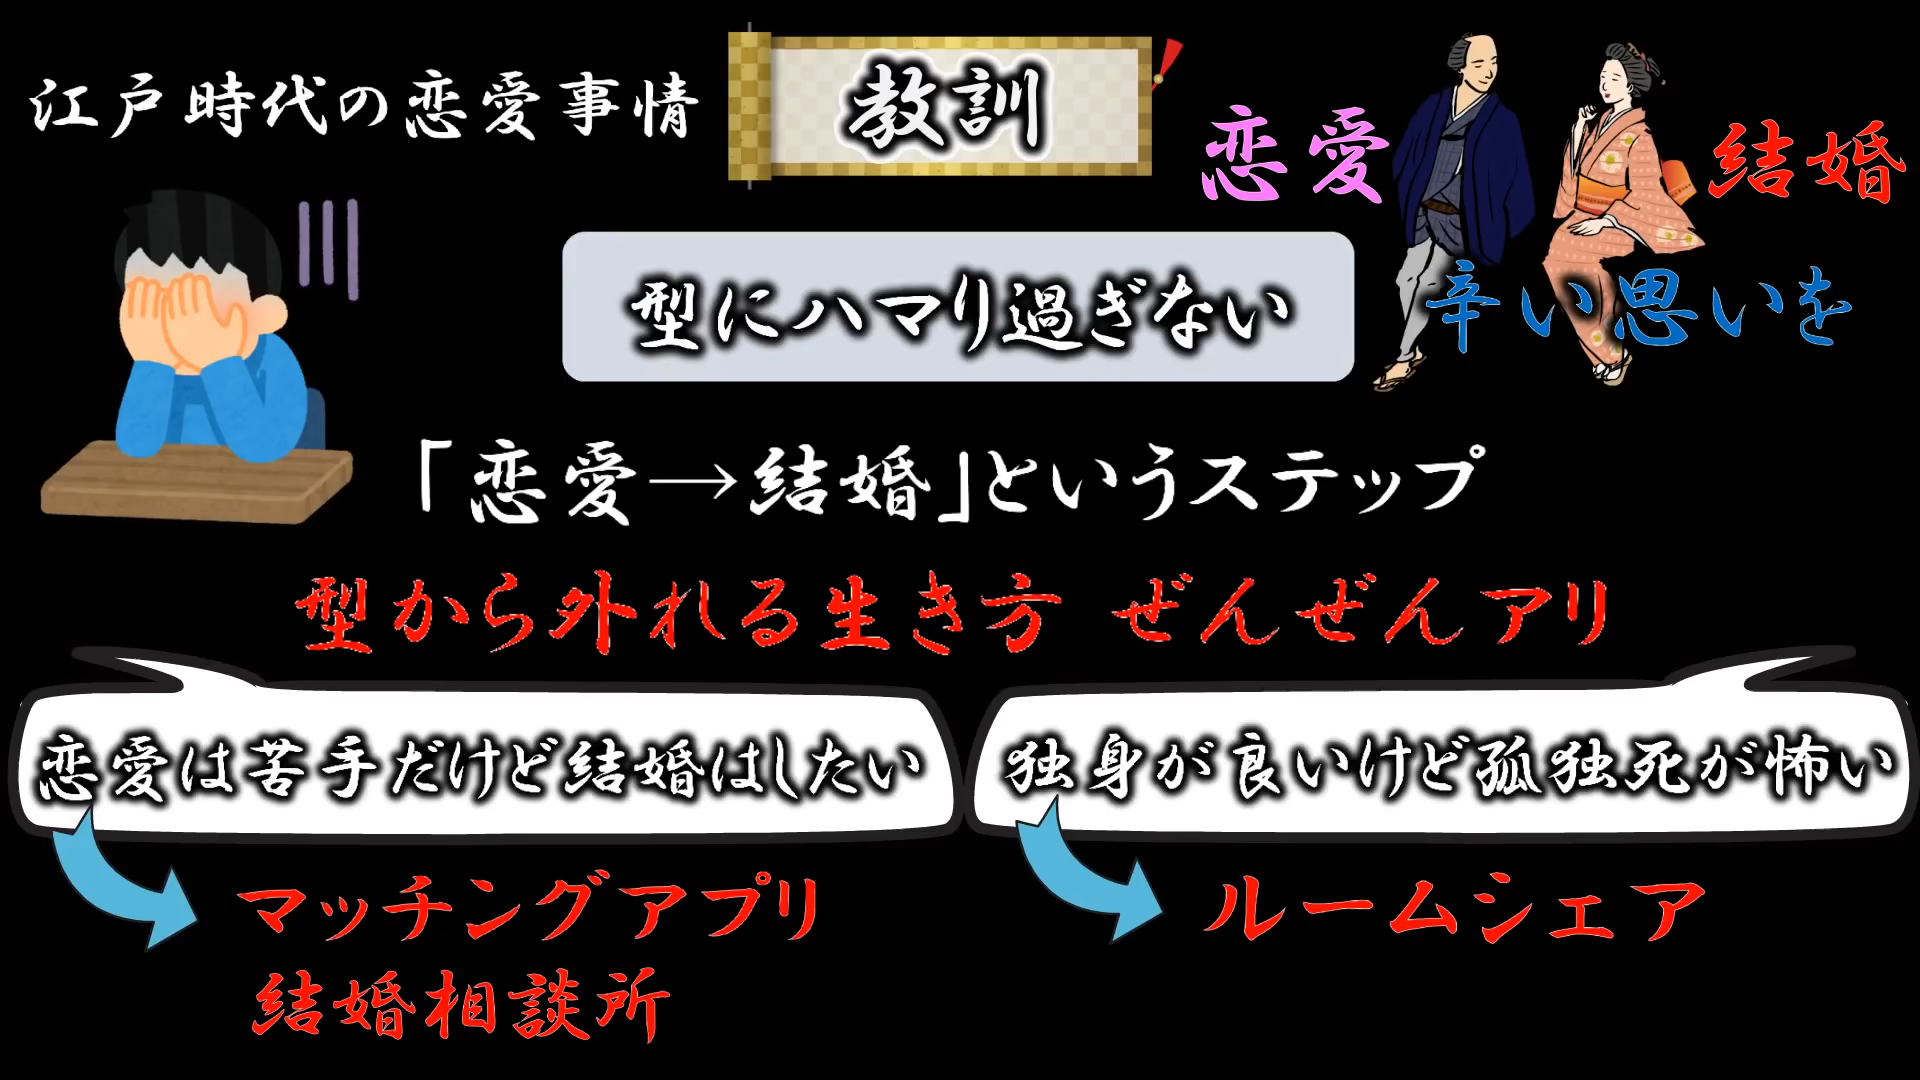 江戸時代の恋愛事情
教訓
恋愛
結婚
辛い思いを
型にハマり過ぎない
「恋愛→結婚」というステップ
型から外れる生き方 ぜんぜんアリ
恋愛は苦手だけど結婚はしたい
独身が良いけど孤独死が怖い
マッチングアプリ
結婚相談所
ルームシェア